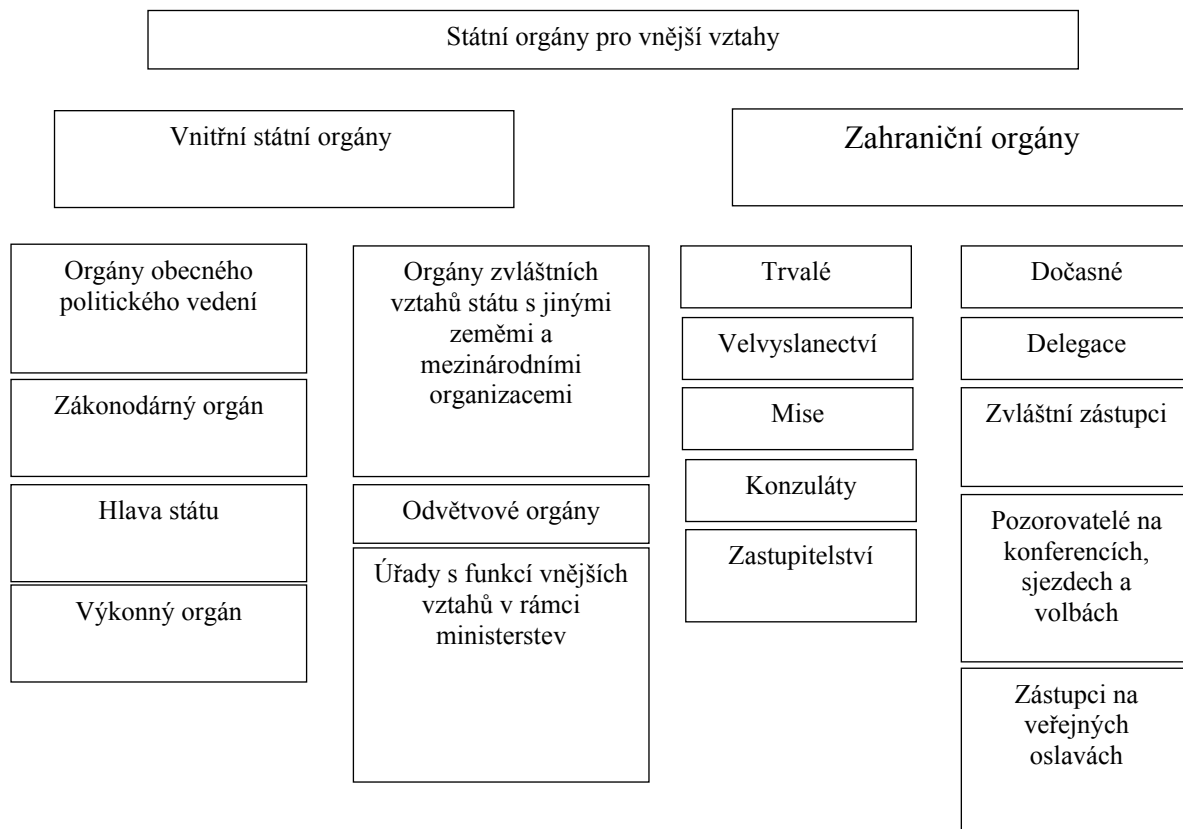 Státní orgány pro vnější vztahy
Vnitřní státní orgány
Zahraniční orgány
Orgány obecného
politického vedení
Zákonodárný orgán
Hlava státu
Výkonný orgán
Orgány zvláštních
vztahů státu s jinými
zeměmi a
mezinárodními
organizacemi
Odvětvové orgány
Úřady s funkcí vnějších
vztahů v rámci
ministerstev
Trvalé
Velvyslanectví
Mise
Konzuláty
Zastupitelství
Dočasné
Delegace
Zvláštní zástupci
Pozorovatelé na
konferencích,
sjezdech a
volbách
Zástupci na
veřejných
oslavách